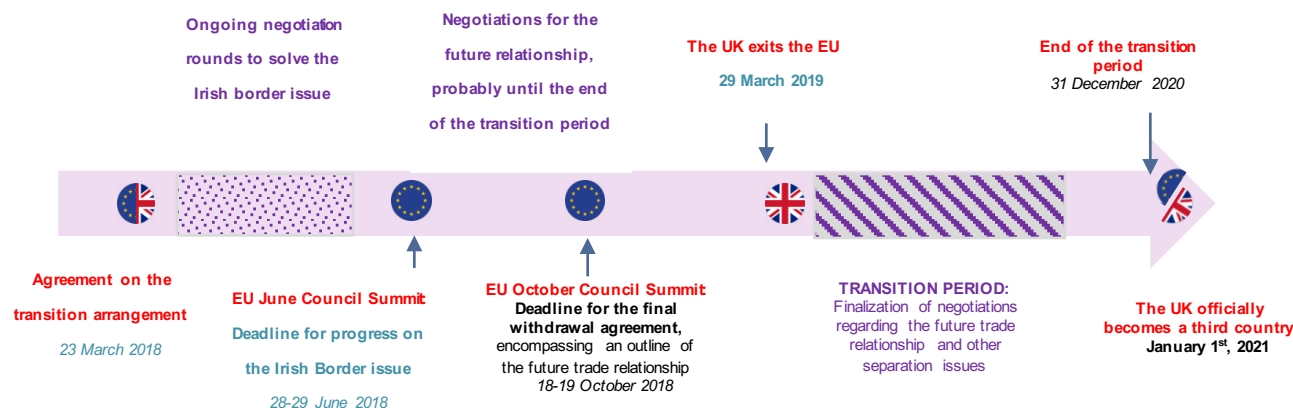 Ongoing negotiation
rounds to solve the
Irish border issue
Negotiations for the
future relationship,
probably until the end
of the transition period
The UK exits the EU
29 March 2019
End of the transition
period
31 December 2020
Agreement on the
transition arrangement
23 March 2018
EU June Council Summit:
Deadline for progress on
the Irish Border issue
28-29 June 2018
EU October Council Summit:
Deadline for the final
withdrawal agreement,
encompassing an outline of
the future trade relationship
18-19 October 2018
TRANSITION PERIOD:
Finalization of negotiations
regarding the future trade
relationship and other
separation issues
The UK officially
becomes a third country
January 1st, 2021